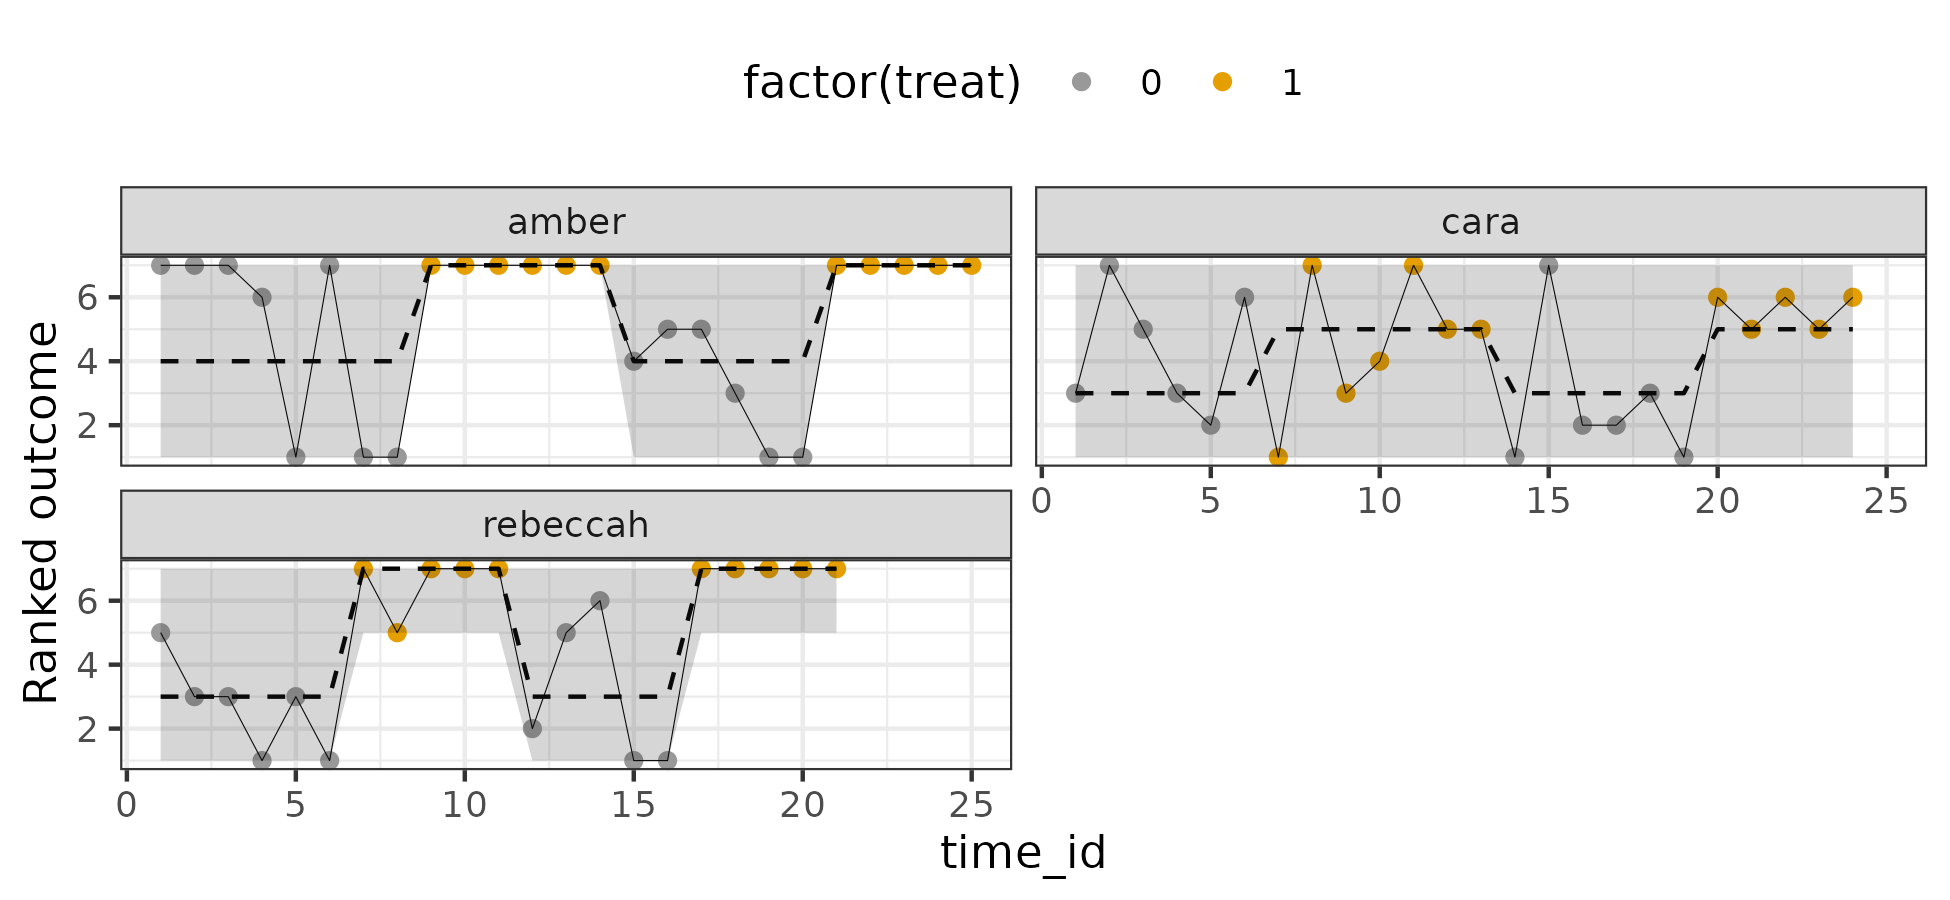 factor(treat) 0 1
amber
cara
6
4
2
0 5 10 15 20 25
rebeccah
6
4
2
0 5 10 15 20 25
Ranked outcome
time_id